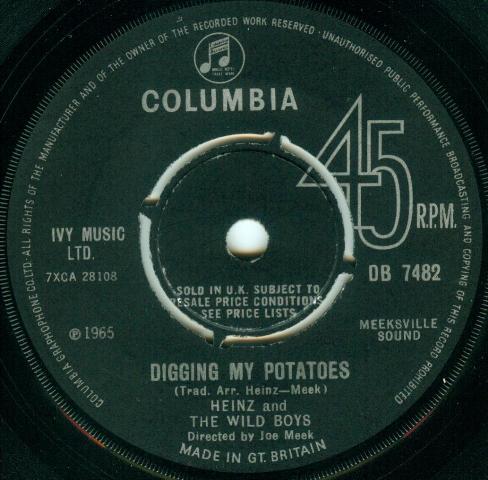 COLUMBIA GRAPHOPHONE CO. LTD.·ALL RIGHTS OF THE MANUFACTURER AND OF THE OWNER OF THE RECORDED WORK RESERVED · UNAUTHORISED PUBLIC PERFORMANCE BROADCASTING AND COPYING OF THIS RECORD PROHIBITED
COLUMBIA
45
R.P.M.
IVY MUSIC
LTD.
7XCA 28108
DB 7482
SOLD IN U.K. SUBJECT TO
RESALE PRICE CONDITIONS
SEE PRICE LISTS
℗ 1965
MEEKSVILLE
SOUND
DIGGING MY POTATOES
(Trad. Arr. Heinz—Meek)
HEINZ and
THE WILD BOYS
Directed by Joe Meek
MADE IN GT. BRITAIN